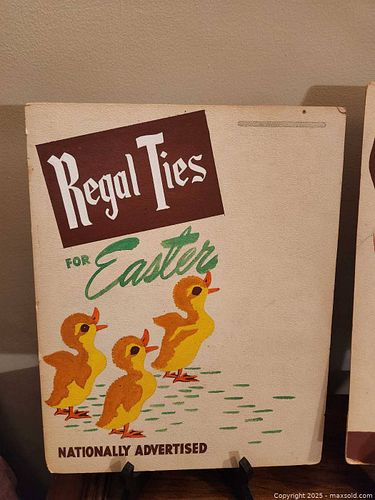 Regal Ties
FOR Easter
NATIONALLY ADVERTISED
Copyright 2025 - maxsold.com